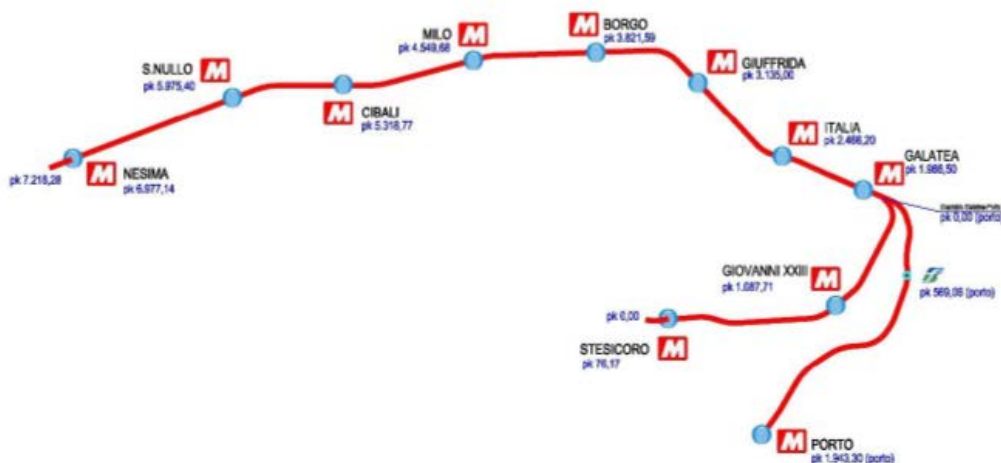 BORGO
pk 3.821,59
MILO
pk 4.549,68
GIUFFRIDA
pk 3.135,00
S.NULLO
pk 5.975,40
CIBALI
pk 5.318,77
ITALIA
pk 2.466,20
GALATEA
pk 1.986,50
pk 7.218,28
NESIMA
pk 6.977,14
pk 0,00 (porto)
GIOVANNI XXIII
pk 1.087,71
pk 569,08 (porto)
pk 0,00
STESICORO
pk 76,17
PORTO
pk 1.943,30 (porto)